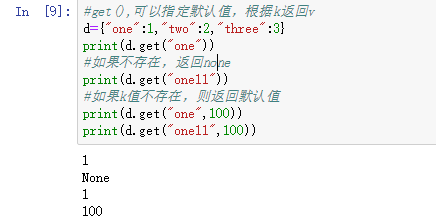 In [9]: #get(),可以指定默认值，根据k返回v
d={"one":1,"two":2,"three":3}
print(d.get("one"))
#如果不存在，返回none
print(d.get("one11"))
#如果k值不存在，则返回默认值
print(d.get("one",100))
print(d.get("one11",100))
1
None
1
100